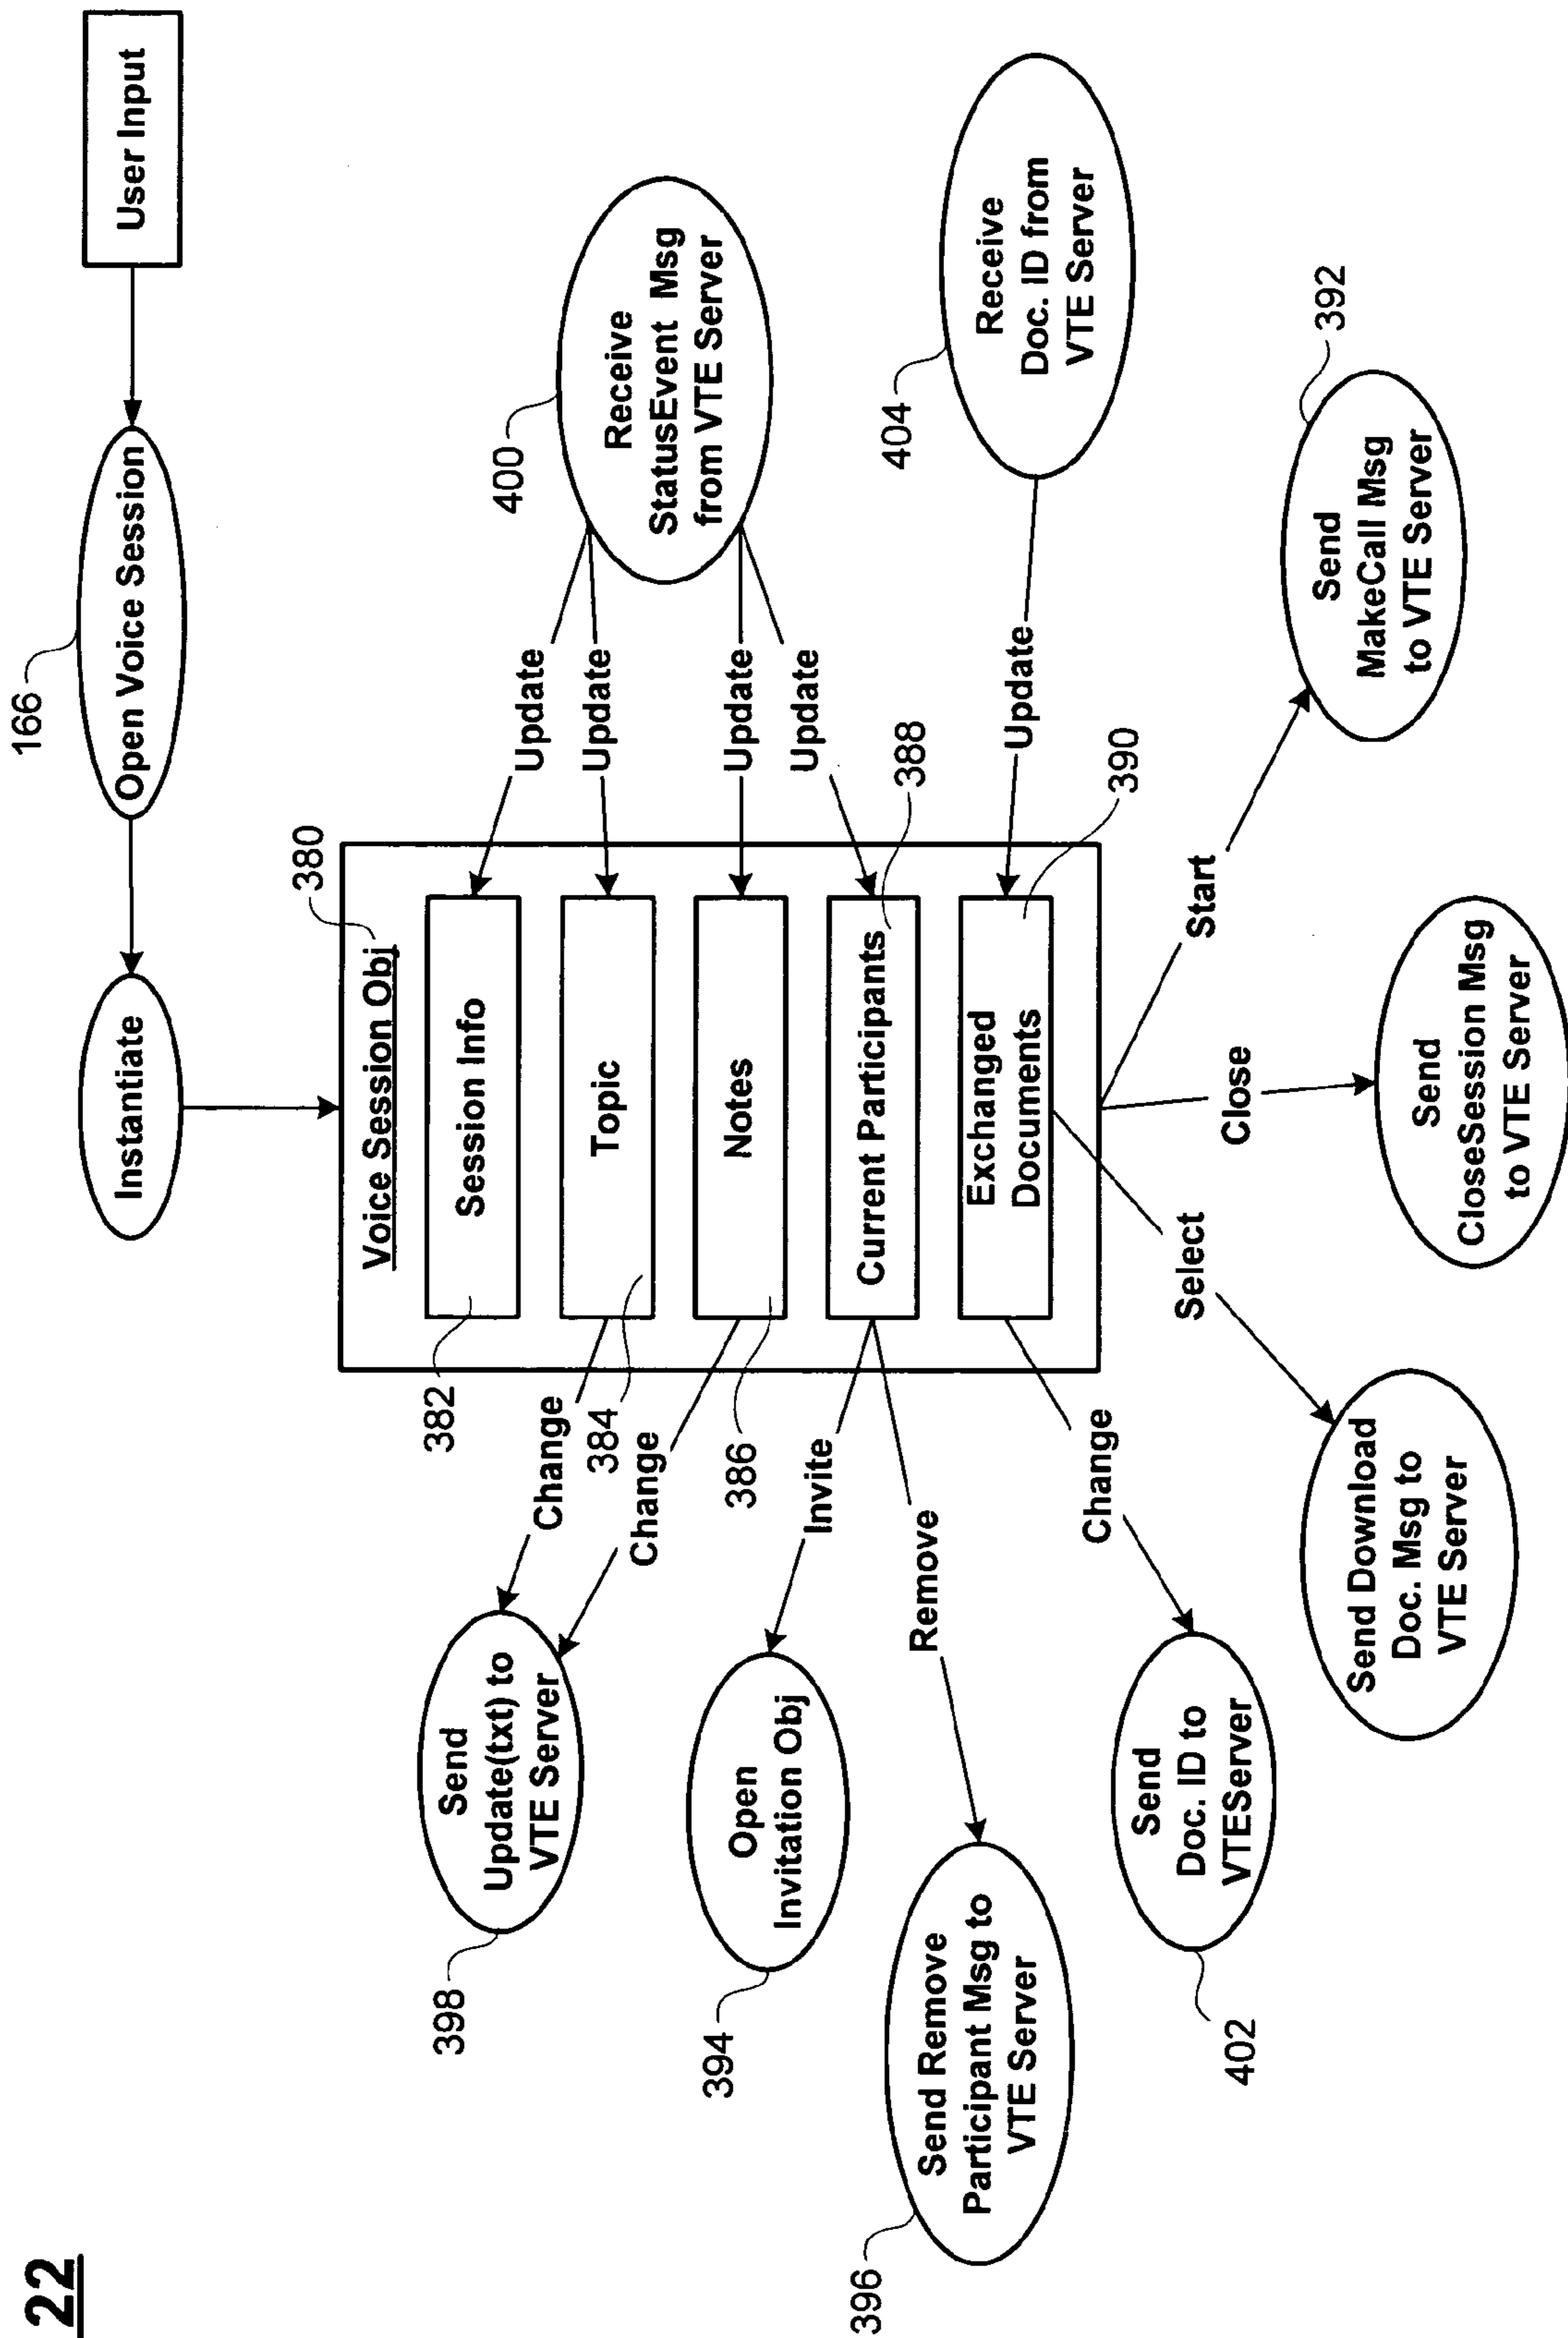 22
User Input
166
Open Voice Session
Instantiate
380
Voice Session Obj
382
Session Info
384
Topic
386
Notes
388
Current Participants
390
Exchanged
Documents
Update
Update
Update
Update
400
Receive
StatusEvent Msg
from VTE Server
Update
404
Receive
Doc. ID from
VTE Server
Start
392
Send
MakeCall Msg
to VTE Server
Close
Send
CloseSession Msg
to VTE Server
Select
Send Download
Doc. Msg to
VTE Server
Change
Change
398
Send
Update(txt) to
VTE Server
Invite
394
Open
Invitation Obj
Remove
396
Send Remove
Participant Msg to
VTE Server
Change
402
Send
Doc. ID to
VTEServer